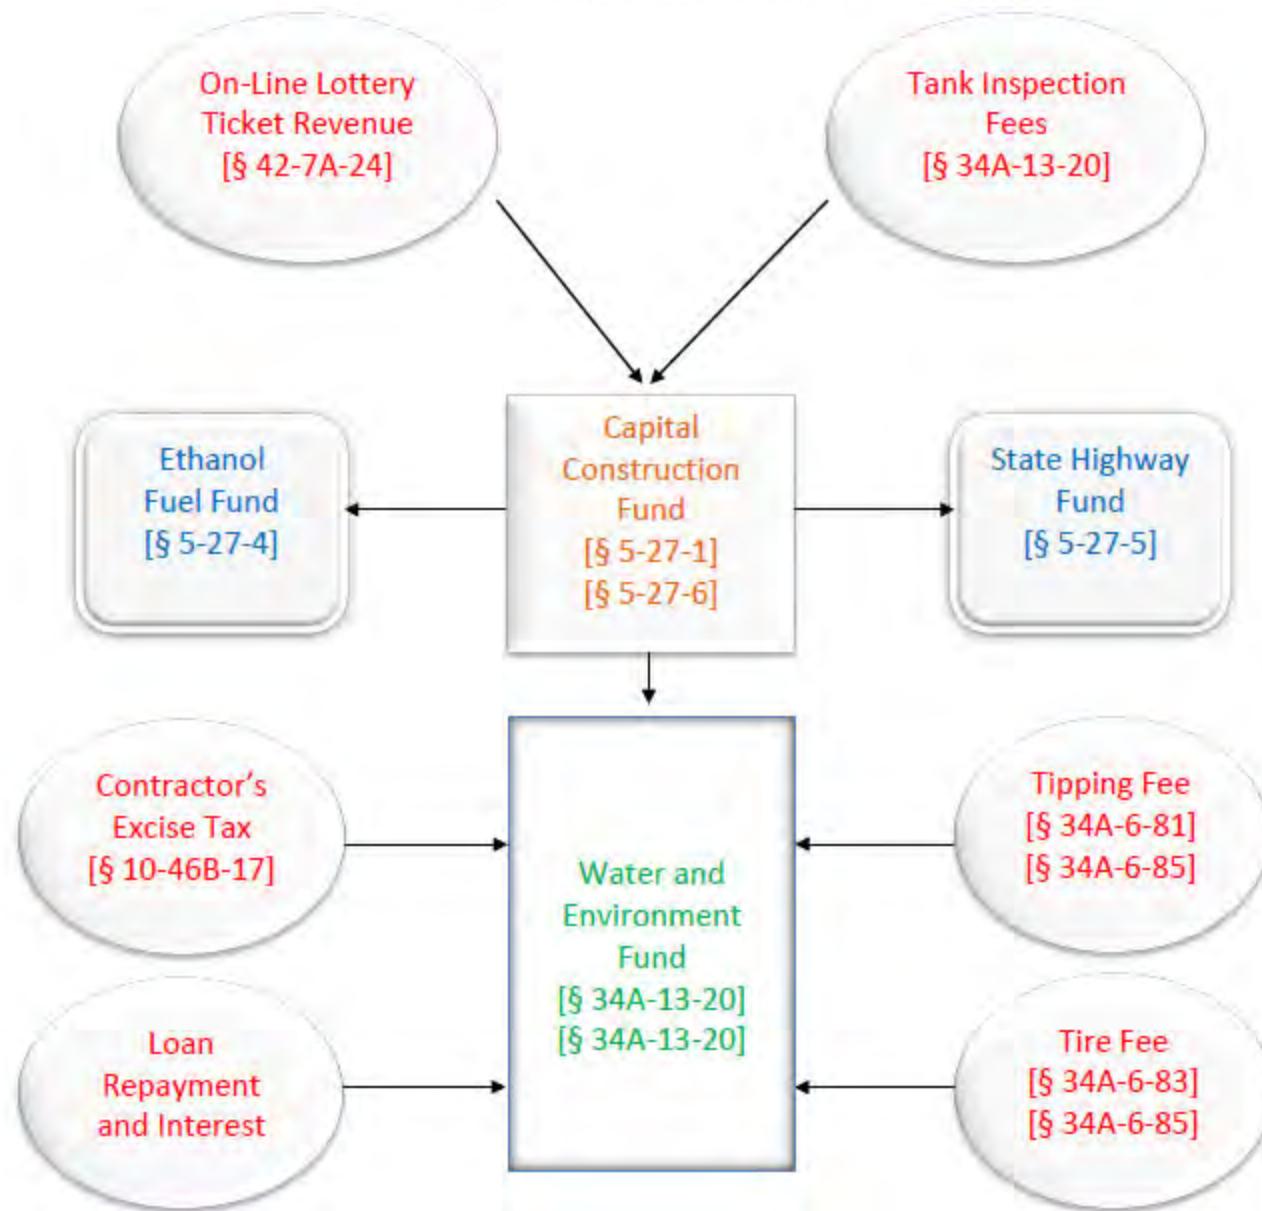 On-Line Lottery
Ticket Revenue
[§ 42-7A-24]
Tank Inspection
Fees
[§ 34A-13-20]
Ethanol
Fuel Fund
[§ 5-27-4]
Capital
Construction
Fund
[§ 5-27-1]
[§ 5-27-6]
State Highway
Fund
[§ 5-27-5]
Contractor’s
Excise Tax
[§ 10-46B-17]
Water and
Environment
Fund
[§ 34A-13-20]
[§ 34A-13-20]
Tipping Fee
[§ 34A-6-81]
[§ 34A-6-85]
Loan
Repayment
and Interest
Tire Fee
[§ 34A-6-83]
[§ 34A-6-85]